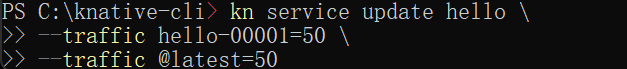 PS C:\knative-cli> kn service update hello \
>> --traffic hello-00001=50 \
>> --traffic @latest=50